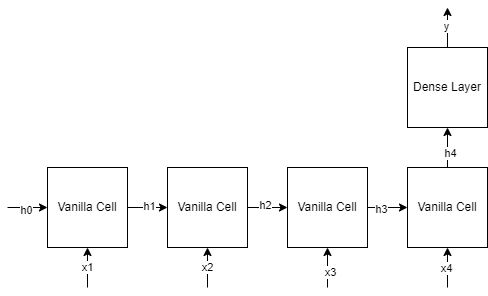 y
Dense Layer
h4
h0 Vanilla Cell h1 Vanilla Cell h2 Vanilla Cell h3 Vanilla Cell
x1 x2 x3 x4